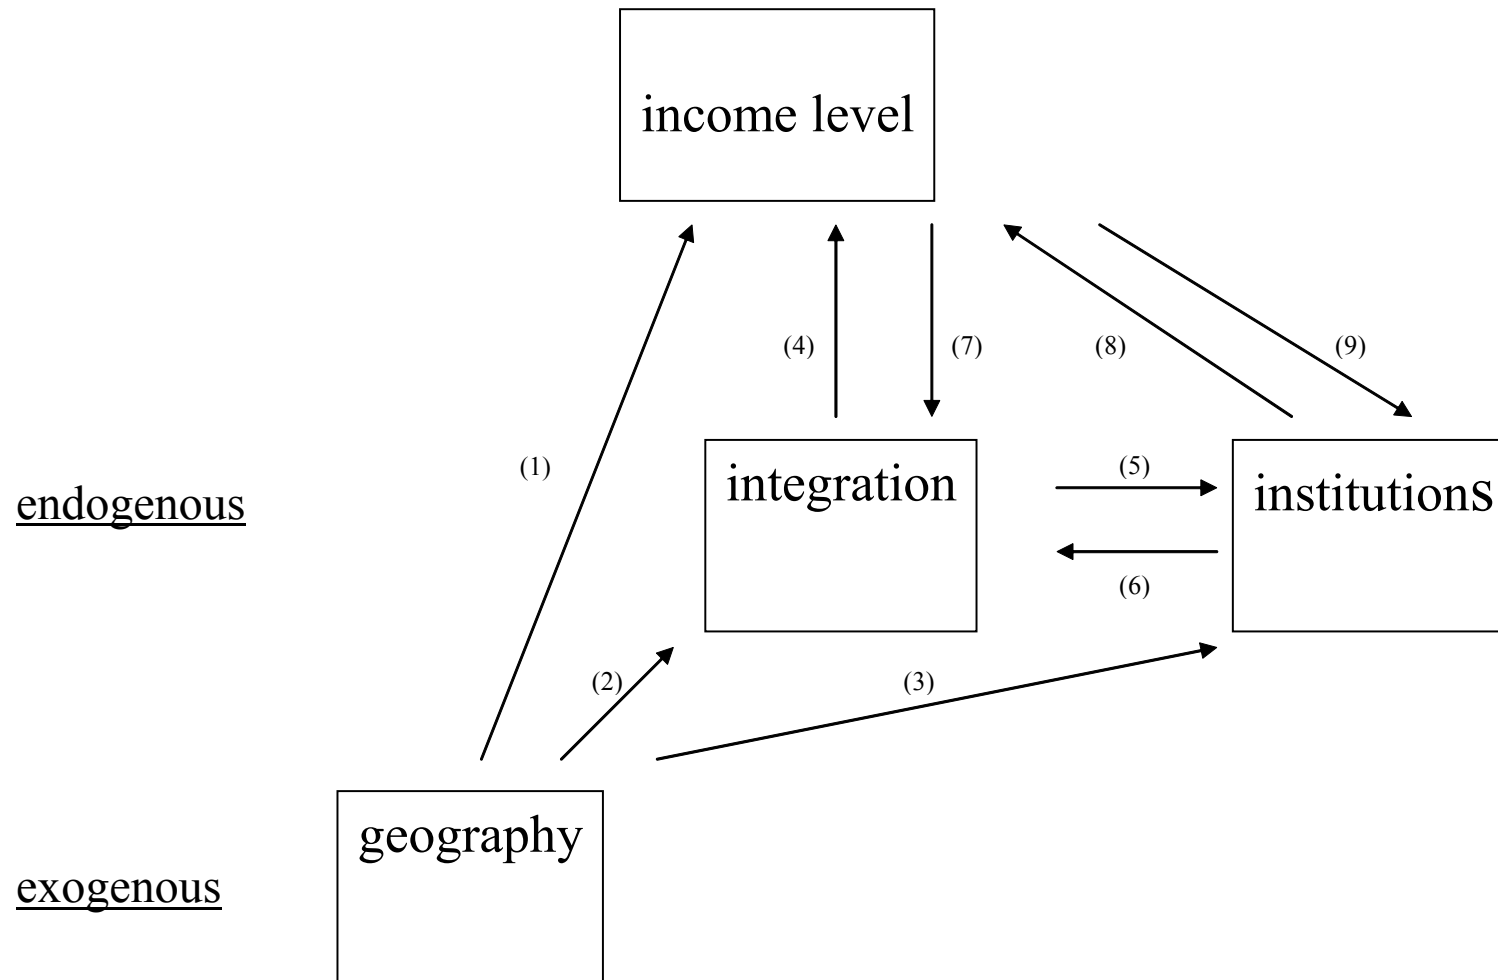 income level
(4)
(7)
(8)
(9)
(1)
integration
(5)
institutions
endogenous
(6)
(2)
(3)
geography
exogenous